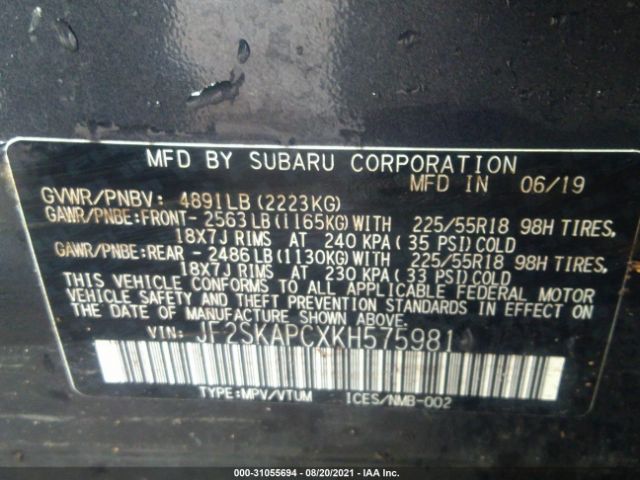 MFD BY SUBARU CORPORATION
MFD IN 06/19
GVWR/PNBV: 4891LB(2223KG)
GAWR/PNBE:FRONT-2563LB(1165KG)WITH 225/55R18 98H TIRES,
18X7J RIMS AT 240 KPA(35 PSI)COLD
GAWR/PNBE:REAR -2486LB(1130KG)WITH 225/55R18 98H TIRES,
18X7J RIMS AT 230 KPA(33 PSI)COLD
THIS VEHICLE CONFORMS TO ALL APPLICABLE FEDERAL MOTOR
VEHICLE SAFETY AND THEFT PREVENTION STANDARDS IN EFFECT ON
THE DATE OF MANUFACTURE SHOWN ABOVE.
VIN: JF2SKAPCXKH575981
TYPE:MPV/VTUM ICES/NMB-002
000-31055694 - 08/20/2021 - IAA Inc.